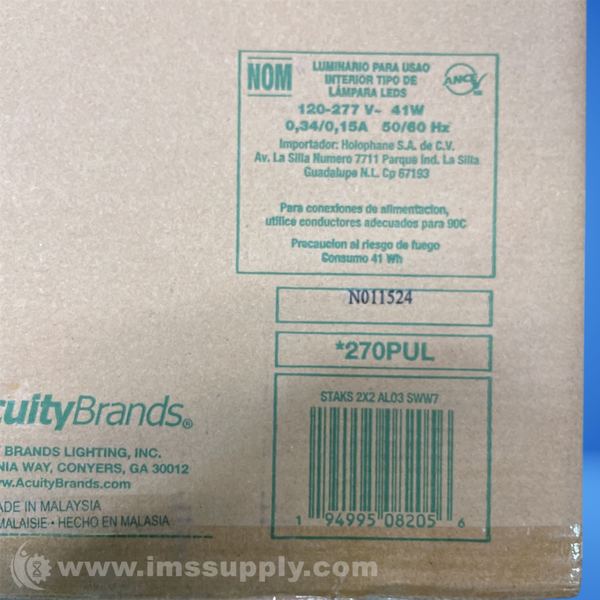 NOM
LUMINARIO PARA USAO
INTERIOR TIPO DE
LÁMPARA LEDS
ANCE
120-277 V~ 41W
0,34/0,15A 50/60 Hz
Importador: Holophane S.A. de C.V.
Av. La Silla Numero 7711 Parque Ind. La Silla
Guadalupe N.L. Cp 67193
Para conexiones de alimentacion,
utilice conductores adecuados para 90C
Precaucion al riesgo de fuego
Consumo 41 Wh
N011524
*270PUL
STAKS 2X2 ALO3 SWW7
1 94995 08205 6
cuityBrands®
BRANDS LIGHTING, INC.
NIA WAY, CONYERS, GA 30012
w.AcuityBrands.com
ADE IN MALAYSIA
MALAISIE • HECHO EN MALASIA
www.imssupply.com